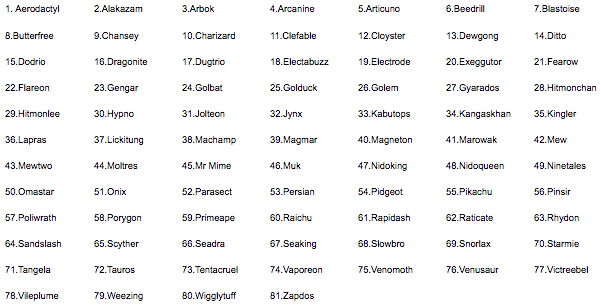 1. Aerodactyl 2.Alakazam 3.Arbok 4.Arcanine 5.Articuno 6.Beedrill 7.Blastoise
8.Butterfree 9.Chansey 10.Charizard 11.Clefable 12.Cloyster 13.Dewgong 14.Ditto
15.Dodrio 16.Dragonite 17.Dugtrio 18.Electabuzz 19.Electrode 20.Exeggutor 21.Fearow
22.Flareon 23.Gengar 24.Golbat 25.Golduck 26.Golem 27.Gyarados 28.Hitmonchan
29.Hitmonlee 30.Hypno 31.Jolteon 32.Jynx 33.Kabutops 34.Kangaskhan 35.Kingler
36.Lapras 37.Lickitung 38.Machamp 39.Magmar 40.Magneton 41.Marowak 42.Mew
43.Mewtwo 44.Moltres 45.Mr Mime 46.Muk 47.Nidoking 48.Nidoqueen 49.Ninetales
50.Omastar 51.Onix 52.Parasect 53.Persian 54.Pidgeot 55.Pikachu 56.Pinsir
57.Poliwrath 58.Porygon 59.Primeape 60.Raichu 61.Rapidash 62.Raticate 63.Rhydon
64.Sandslash 65.Scyther 66.Seadra 67.Seaking 68.Slowbro 69.Snorlax 70.Starmie
71.Tangela 72.Tauros 73.Tentacruel 74.Vaporeon 75.Venomoth 76.Venusaur 77.Victreebel
78.Vileplume 79.Weezing 80.Wigglytuff 81.Zapdos